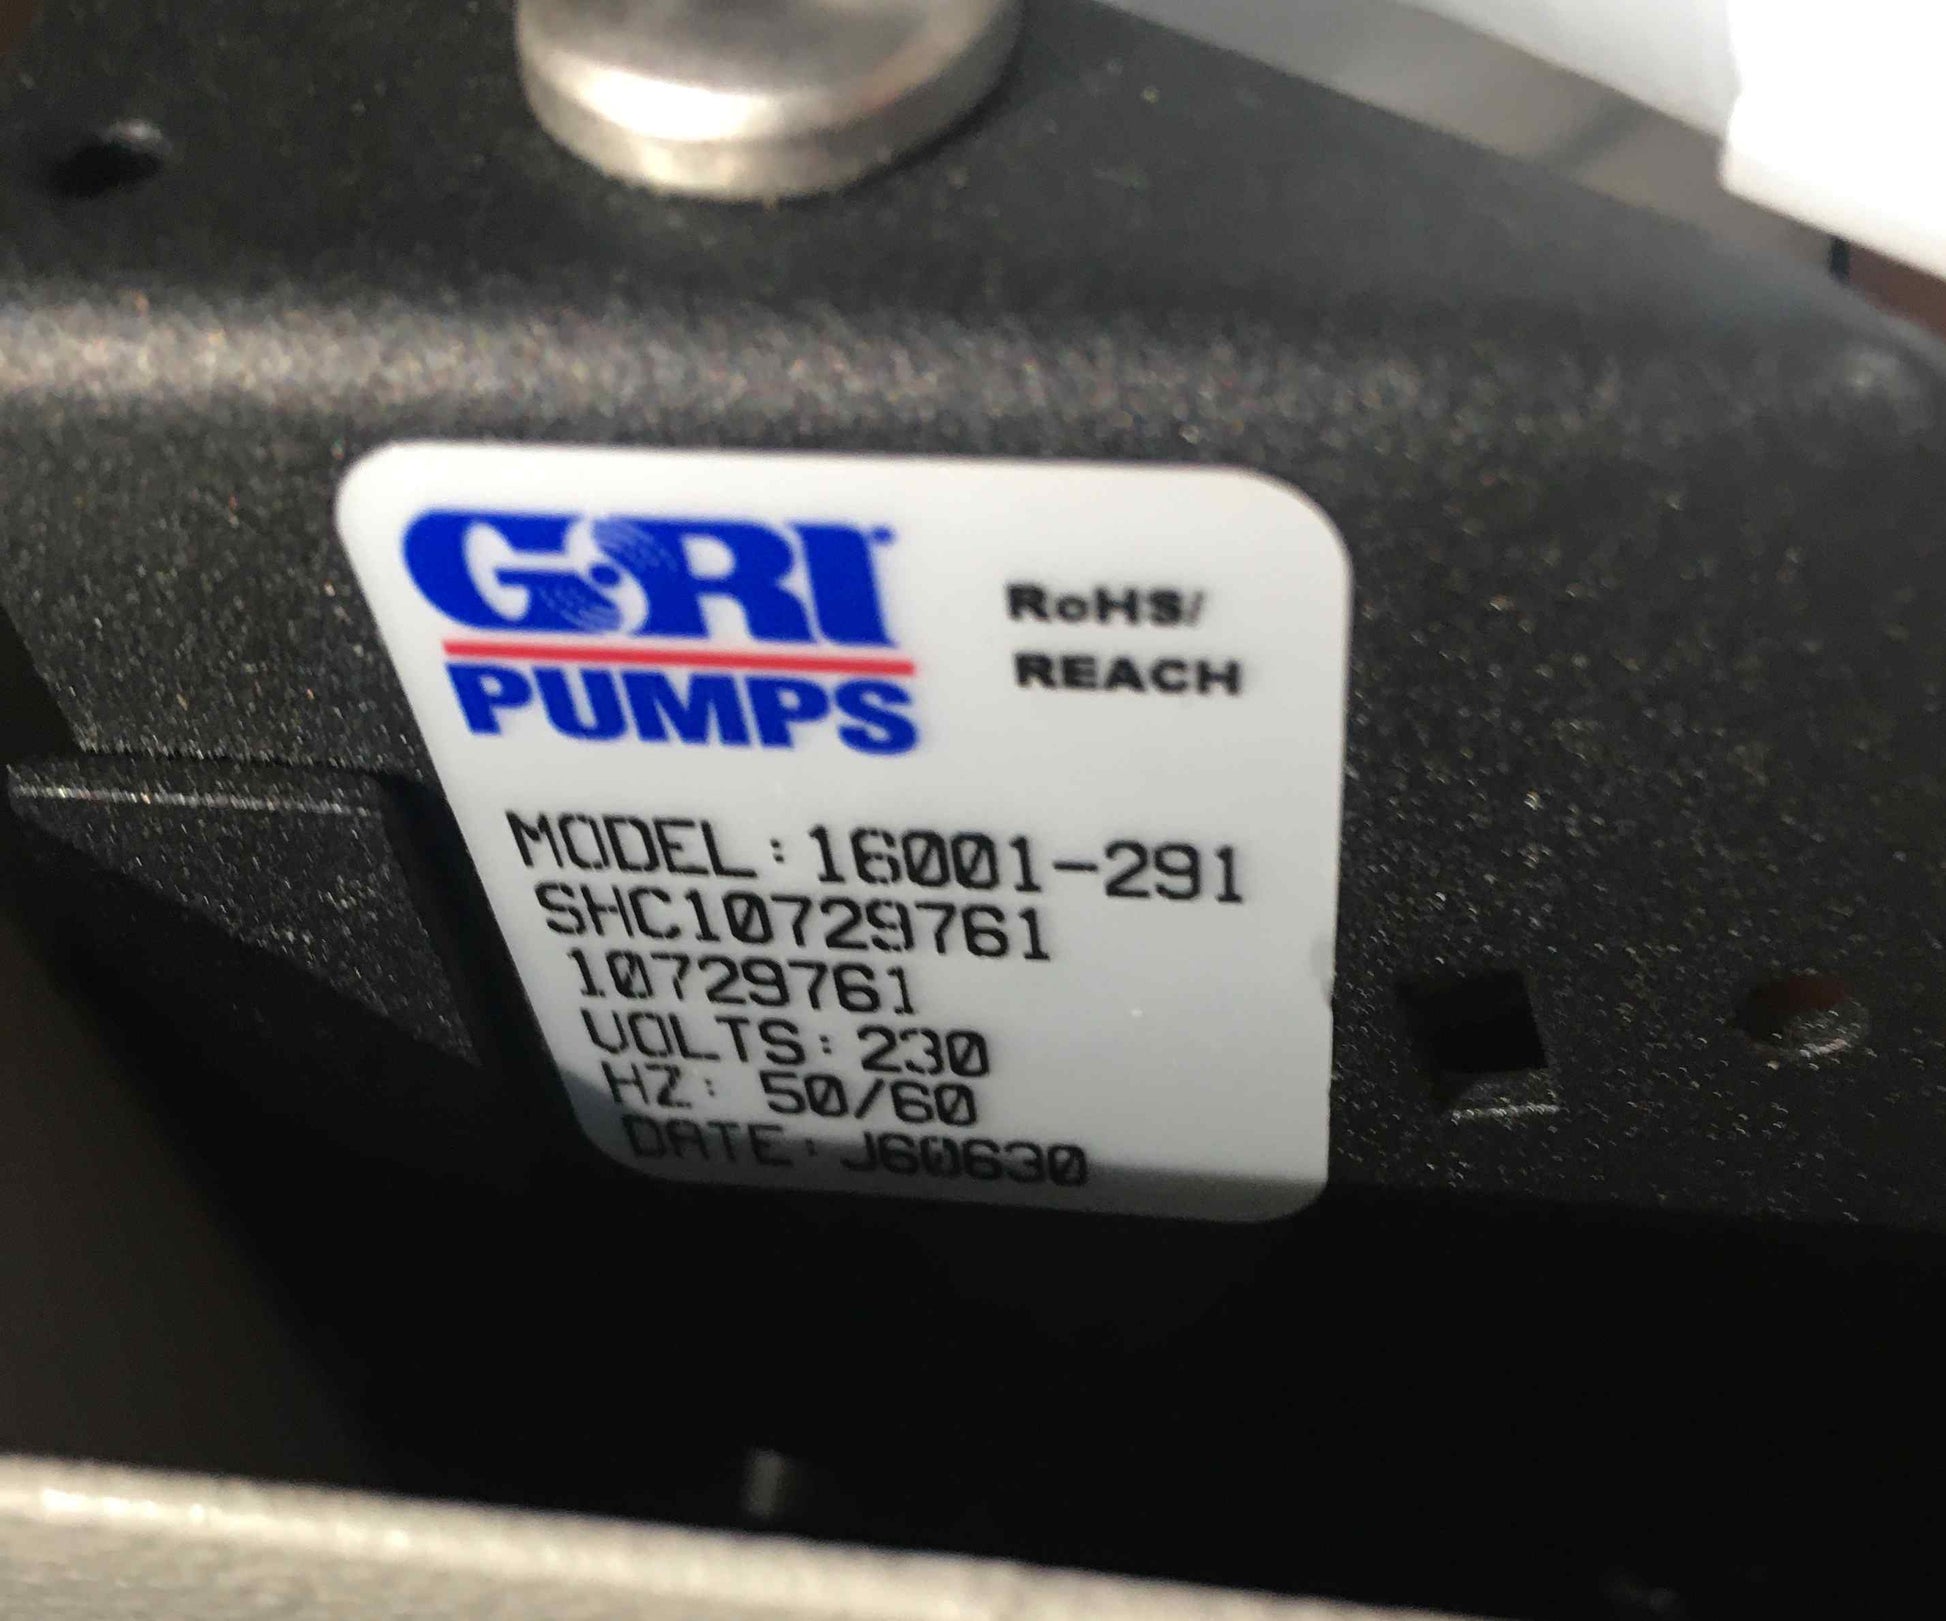 GRI
PUMPS
RoHS/
REACH
MODEL:16001-291
SHC10729761
10729761
VOLTS:230
HZ: 50/60
DATE:J60630